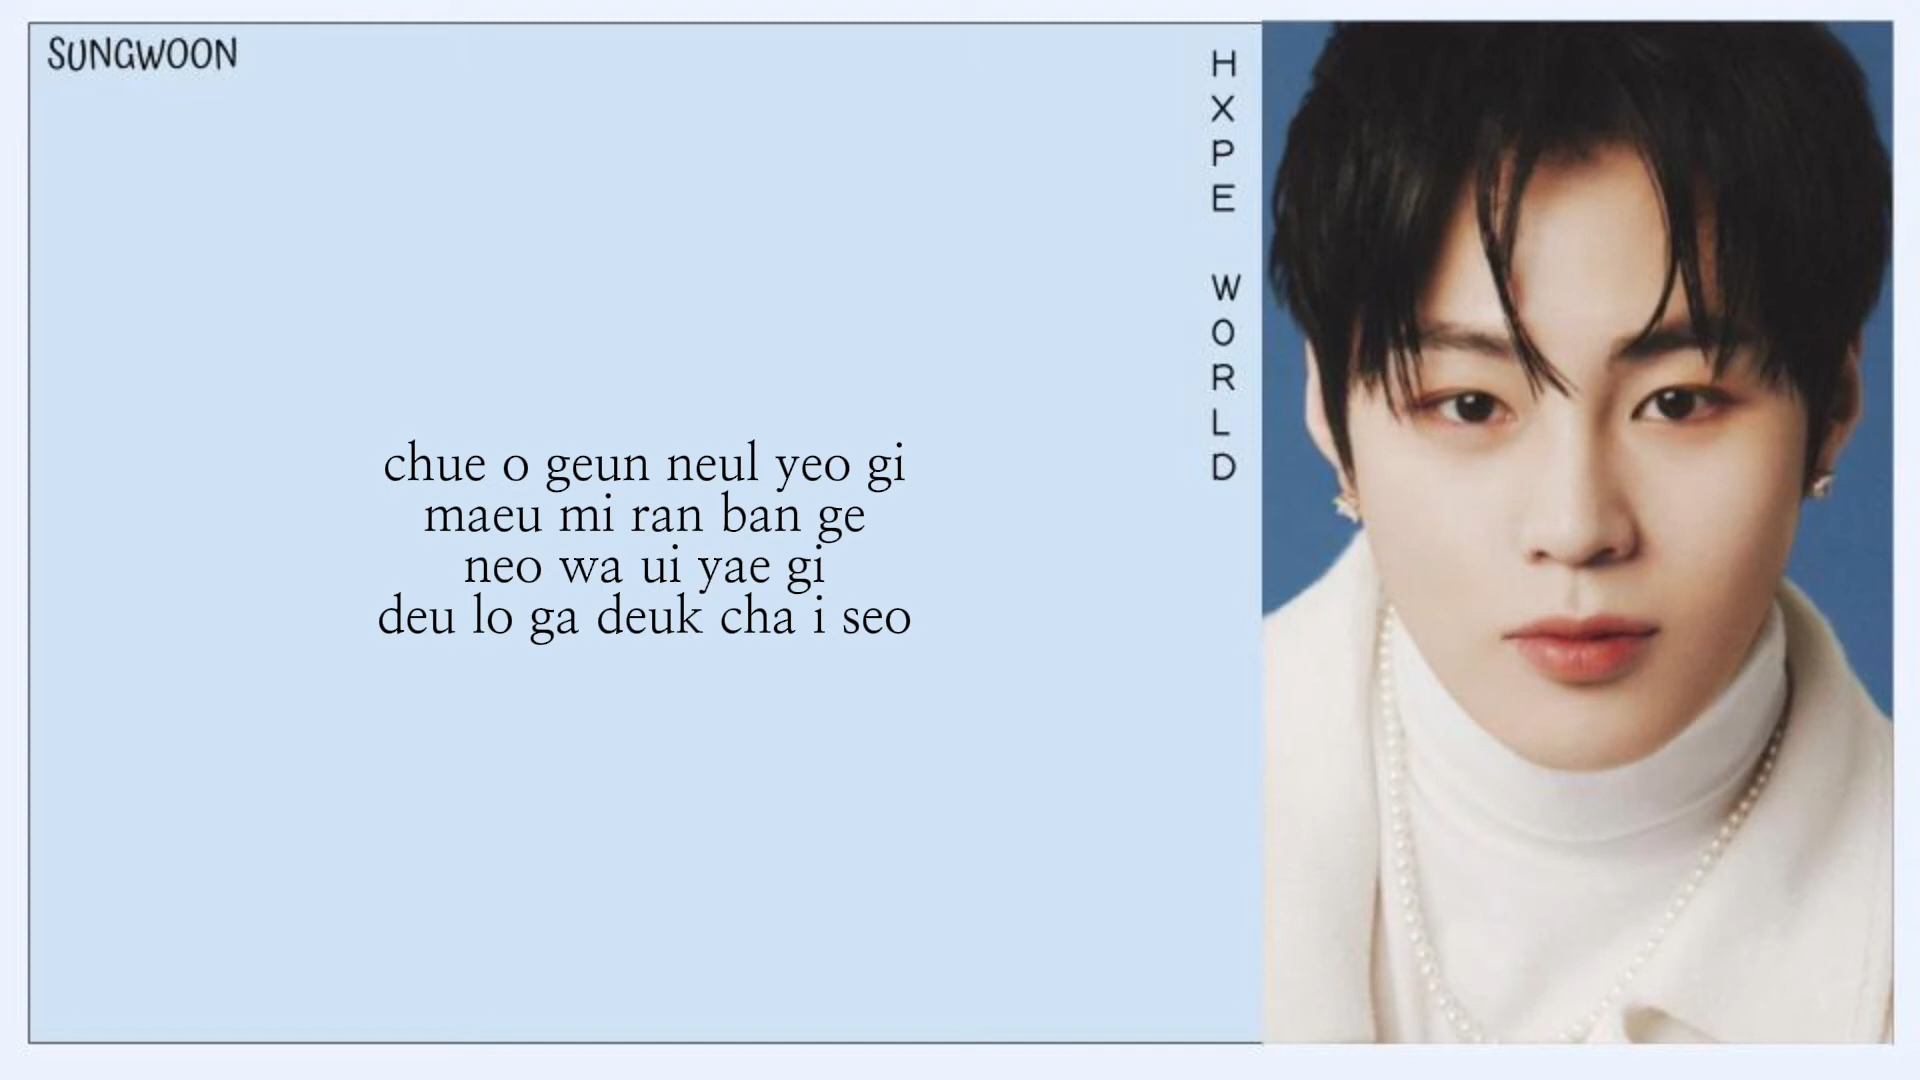 SUNGWOON
HXPE WORLD
chue o geun neul yeo gi
maeu mi ran ban ge
neo wa ui yae gi
deu lo ga deuk cha i seo